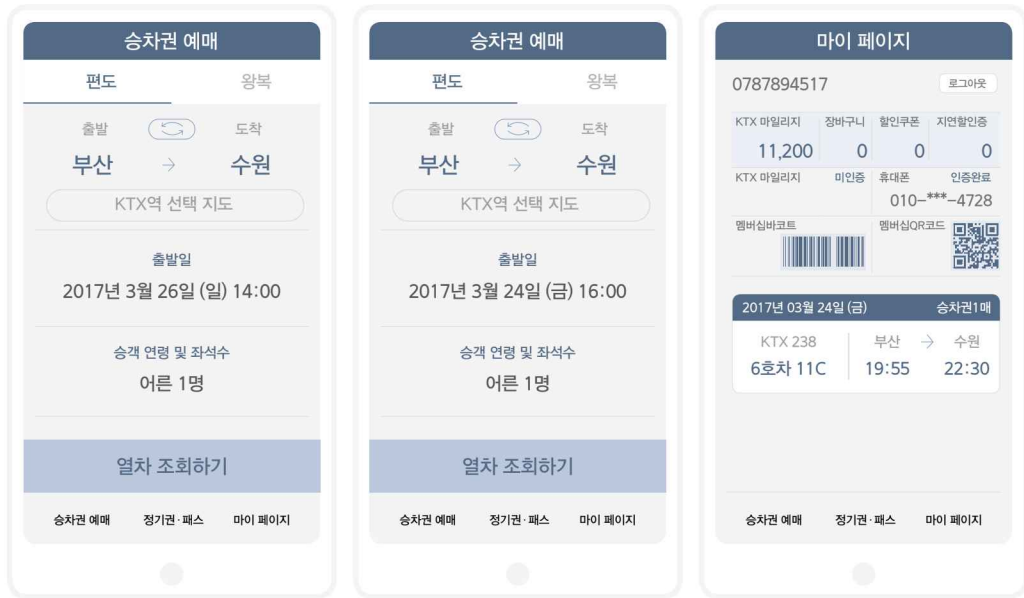 승차권 예매
편도 왕복
출발 도착
부산 → 수원
KTX역 선택 지도
출발일
2017년 3월 26일 (일) 14:00
승객 연령 및 좌석수
어른 1명
열차 조회하기
승차권 예매 정기권·패스 마이 페이지
승차권 예매
편도 왕복
출발 도착
부산 → 수원
KTX역 선택 지도
출발일
2017년 3월 24일 (금) 16:00
승객 연령 및 좌석수
어른 1명
열차 조회하기
승차권 예매 정기권·패스 마이 페이지
마이 페이지
0787894517 로그아웃
KTX 마일리지 장바구니 할인쿠폰 지연할인증
11,200 0 0 0
KTX 마일리지 미인증 휴대폰 인증완료
010-***-4728
멤버십바코트 멤버십QR코드
2017년 03월 24일 (금) 승차권1매
KTX 238 부산 → 수원
6호차 11C 19:55 22:30
승차권 예매 정기권·패스 마이 페이지